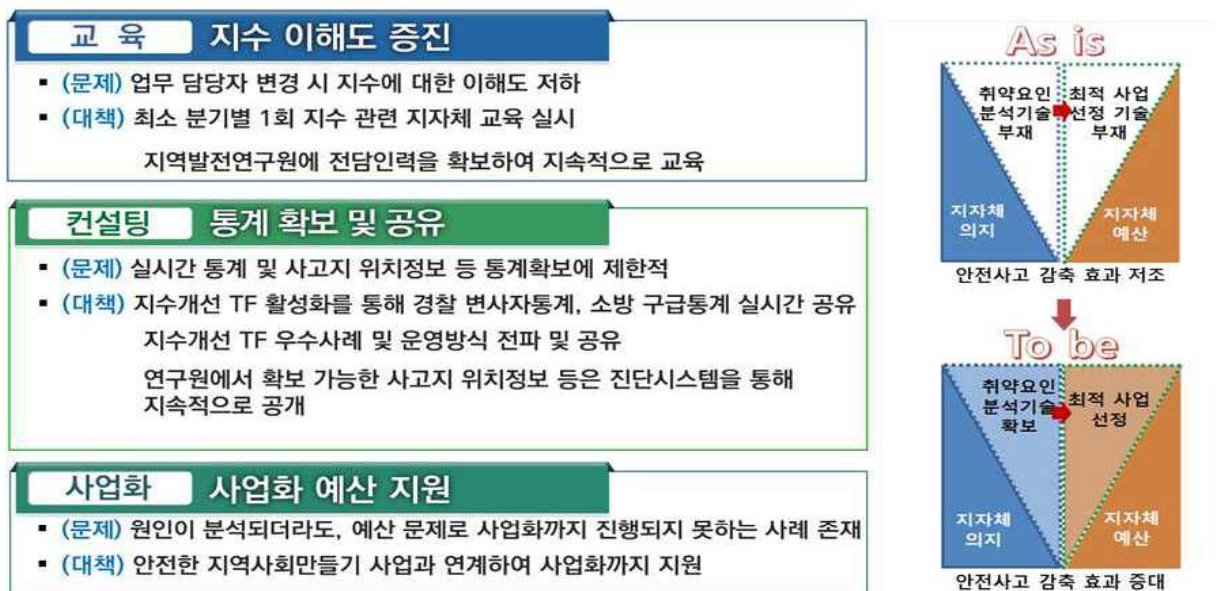 교 육 지수 이해도 증진
▪ (문제) 업무 담당자 변경 시 지수에 대한 이해도 저하
▪ (대책) 최소 분기별 1회 지수 관련 지자체 교육 실시
지역발전연구원에 전담인력을 확보하여 지속적으로 교육
컨설팅 통계 확보 및 공유
▪ (문제) 실시간 통계 및 사고지 위치정보 등 통계확보에 제한적
▪ (대책) 지수개선 TF 활성화를 통해 경찰 변사자통계, 소방 구급통계 실시간 공유
지수개선 TF 우수사례 및 운영방식 전파 및 공유
연구원에서 확보 가능한 사고지 위치정보 등은 진단시스템을 통해
지속적으로 공개
사업화 사업화 예산 지원
▪ (문제) 원인이 분석되더라도, 예산 문제로 사업화까지 진행되지 못하는 사례 존재
▪ (대책) 안전한 지역사회만들기 사업과 연계하여 사업화까지 지원
As is
취약요인
분석기술
부재
최적 사업
선정 기술
부재
지자체
의지
지자체
예산
안전사고 감축 효과 저조
To be
취약요인
분석기술
확보
최적 사업
선정
지자체
의지
지자체
예산
안전사고 감축 효과 증대